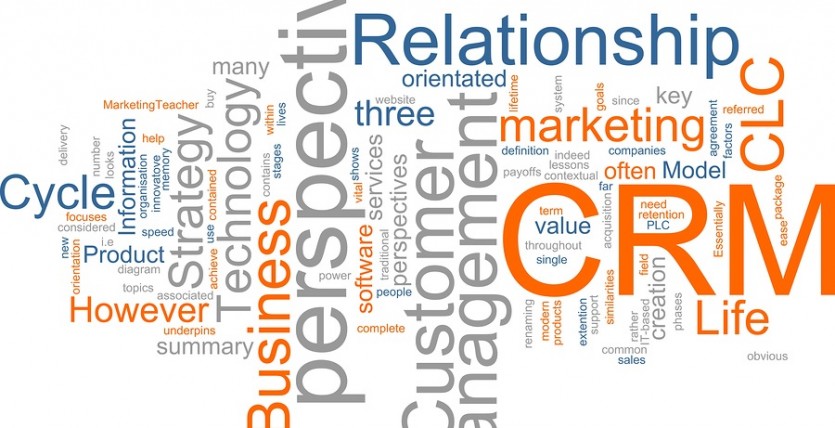 Relationship
perspectiv
many
orientated
CLC
MarketingTeacher
buy
website
three
lifetime
system
goals
since
key
referred
marketing
agreement
factors
delivery
number
looks
help
Information
organisation
innovative
memory
Strategy
Technology
within
lives
contains
stages
vital
shows
services
perspectives
definition
indeed
companies
lessons
payoffs
contextual
often
Model
far
Cycle
focuses
considered
i.e
speed
new
orientation
Product
diagram
contained
use
achieve
topics
associated
However
underpins
summary
Business
power
software
traditional
people
complete
Customer
anagement
CRM
term
value
throughout
single
acquisition
need
retention
PLC
Essentially
package
ease
field
creation
similarities
renaming
modern
products
extention
support
rather
IT-based
phases
Life
common
sales
obvious